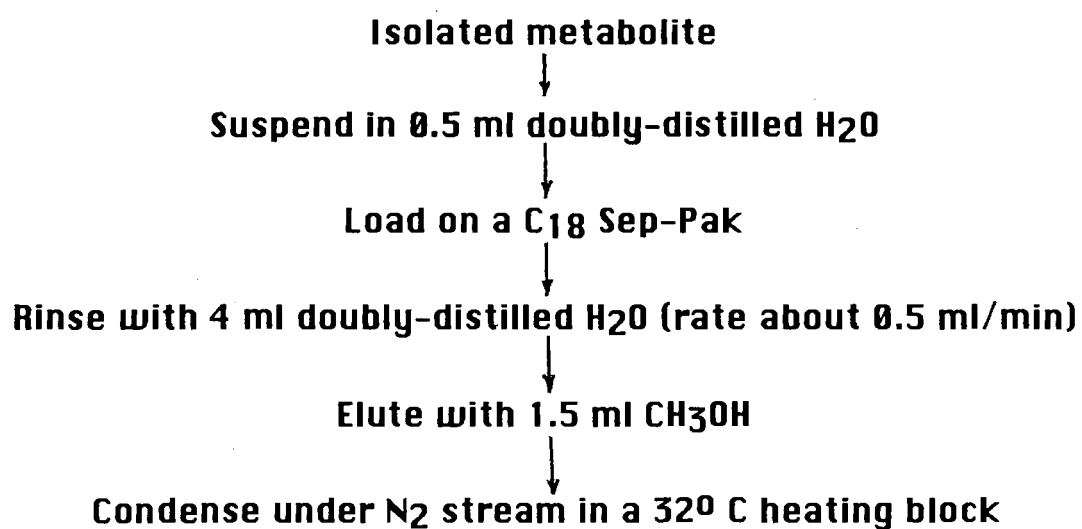 Isolated metabolite
Suspend in 0.5 ml doubly-distilled H2O
Load on a C18 Sep-Pak
Rinse with 4 ml doubly-distilled H2O (rate about 0.5 ml/min)
Elute with 1.5 ml CH3OH
Condense under N2 stream in a 32º C heating block